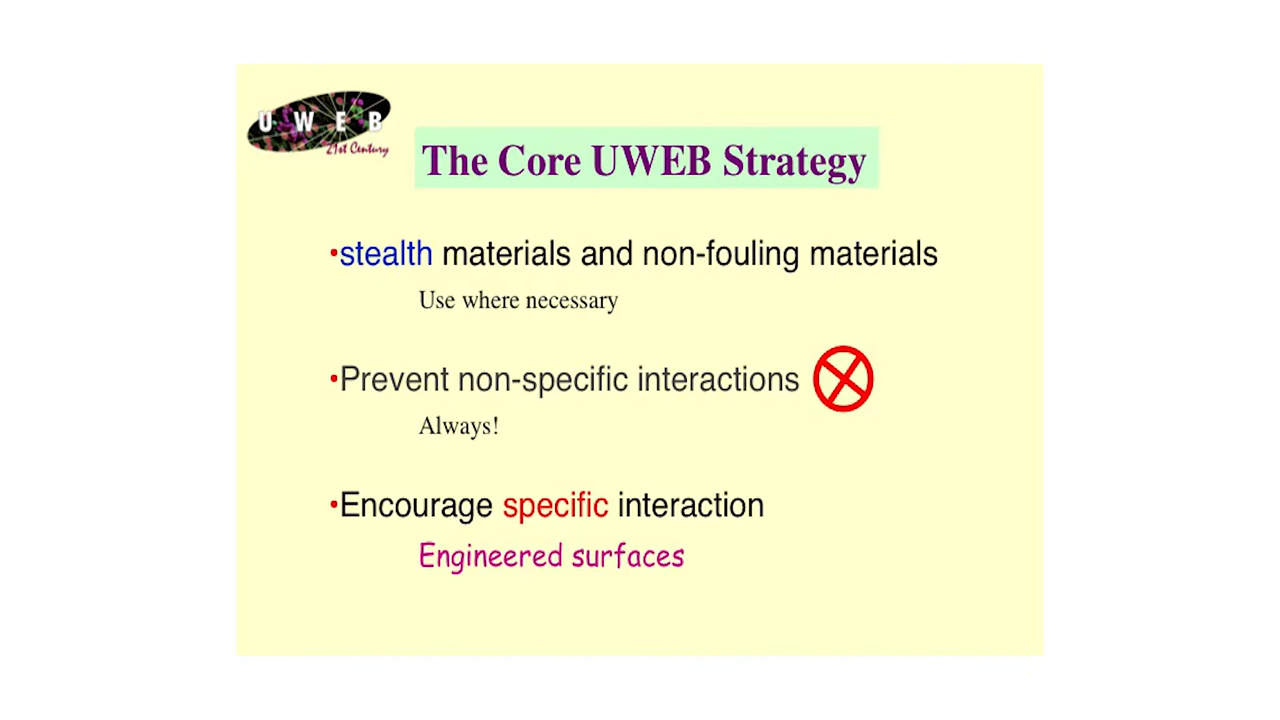 UWEB
21st Century
The Core UWEB Strategy
•stealth materials and non-fouling materials
Use where necessary
•Prevent non-specific interactions
Always!
•Encourage specific interaction
Engineered surfaces